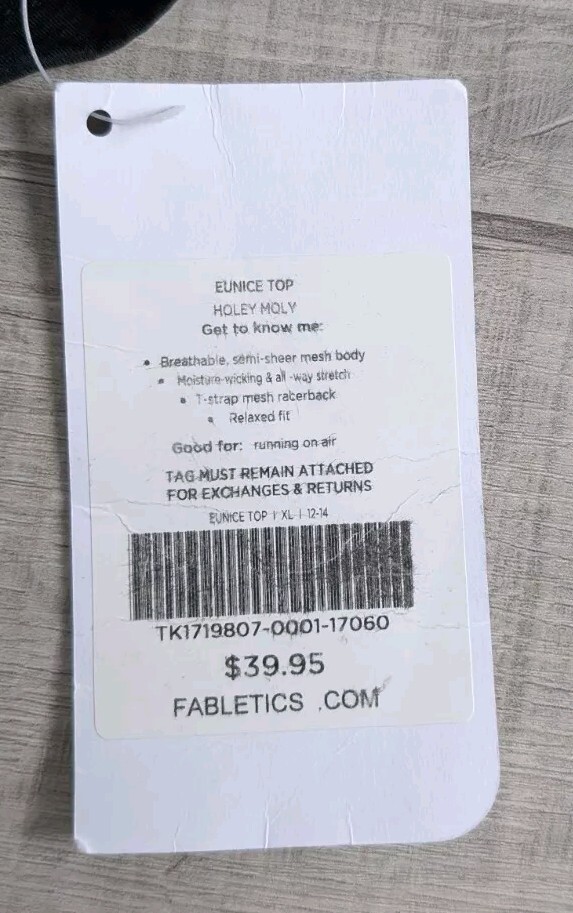 EUNICE TOP
HOLEY MOLY
Get to know me:
• Breathable, semi-sheer mesh body
• Moisture-wicking & all -way stretch
• T-strap mesh racerback
• Relaxed fit
Good for: running on air
TAG MUST REMAIN ATTACHED
FOR EXCHANGES & RETURNS
EUNICE TOP | XL | 12-14
TK1719807-0001-17060
$39.95
FABLETICS .COM